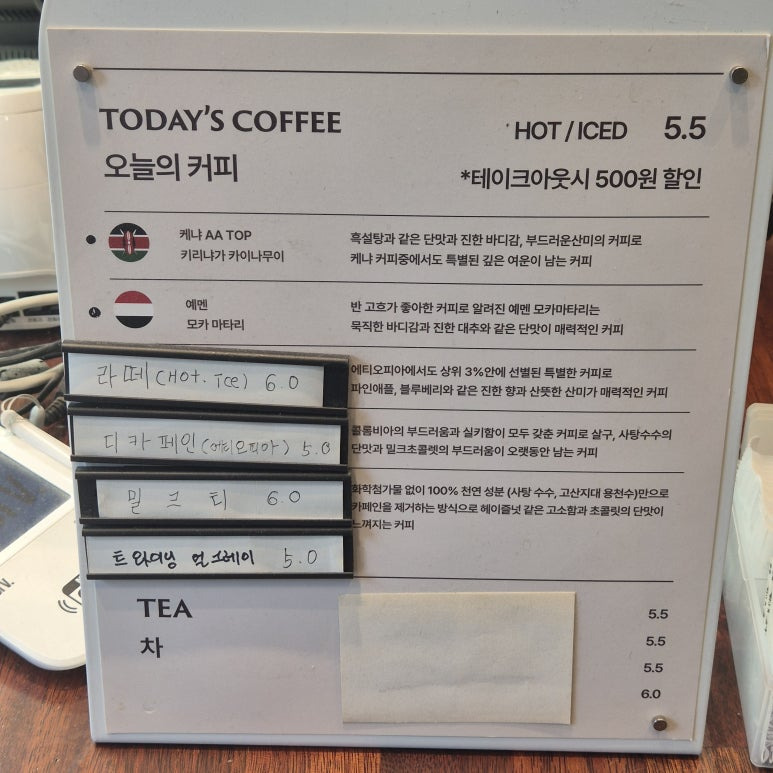 TODAY'S COFFEE
HOT / ICED 5.5
오늘의 커피
*테이크아웃시 500원 할인
케냐 AA TOP
키리냐가 카이나무이
흑설탕과 같은 단맛과 진한 바디감, 부드러운산미의 커피로
케냐 커피중에서도 특별된 깊은 여운이 남는 커피
예멘
모카 마타리
반 고흐가 좋아한 커피로 알려진 예멘 모카마타리는
묵직한 바디감과 진한 대추와 같은 단맛이 매력적인 커피
라떼 (HOT. Ice) 6.0
에티오피아에서도 상위 3%안에 선별된 특별한 커피로
파인애플, 블루베리와 같은 진한 향과 산뜻한 산미가 매력적인 커피
디카페인 (에티오피아) 5.0
콜롬비아의 부드러움과 실키함이 모두 갖춘 커피로 살구, 사탕수수의
단맛과 밀크초콜렛의 부드러움이 오랫동안 남는 커피
밀크티 6.0
화학첨가물 없이 100% 천연 성분 (사탕 수수, 고산지대 용천수)만으로
카페인을 제거하는 방식으로 헤이즐넛 같은 고소함과 초콜릿의 단맛이
느껴지는 커피
트와이닝 얼그레이 5.0
TEA
차
5.5
5.5
5.5
6.0